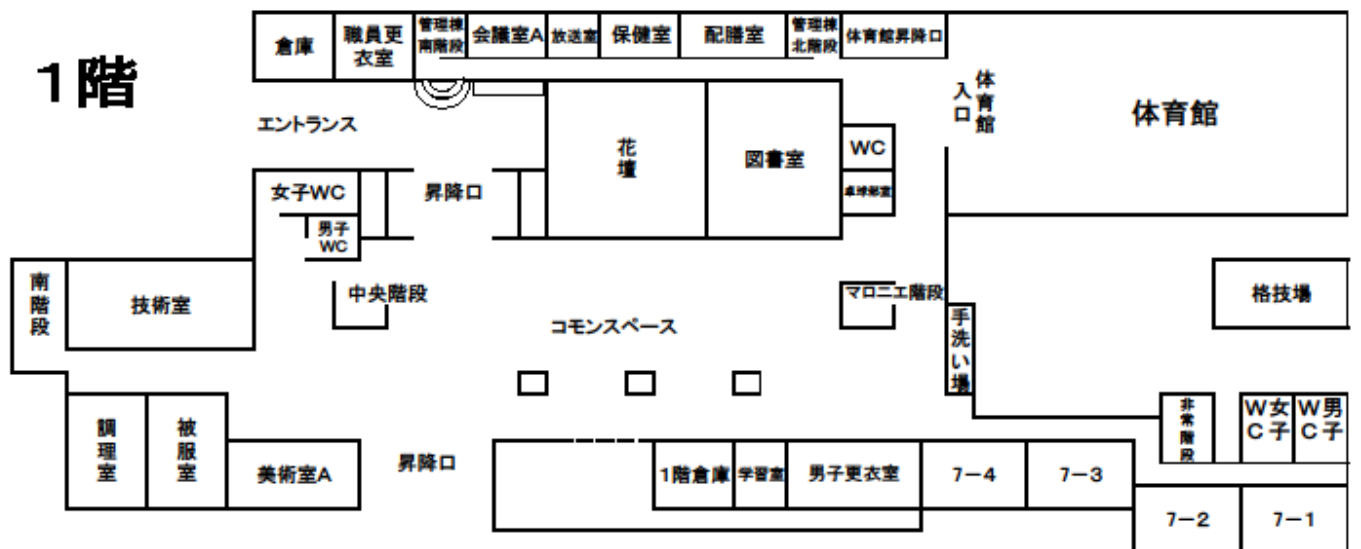 1階
倉庫
職員更
衣室
管理棟
南階段
会議室A
放送室
保健室
配膳室
管理棟
北階段
体育館昇降口
体育館
入口
体育館
エントランス
花壇
図書室
WC
卓球部室
女子WC
昇降口
男子
WC
南階段
技術室
中央階段
マロニエ階段
コモンスペース
手洗い場
格技場
調理室
被服室
美術室A
昇降口
1階倉庫
学習室
男子更衣室
7-4
7-3
非常階段
女子
WC
男子
WC
7-2
7-1